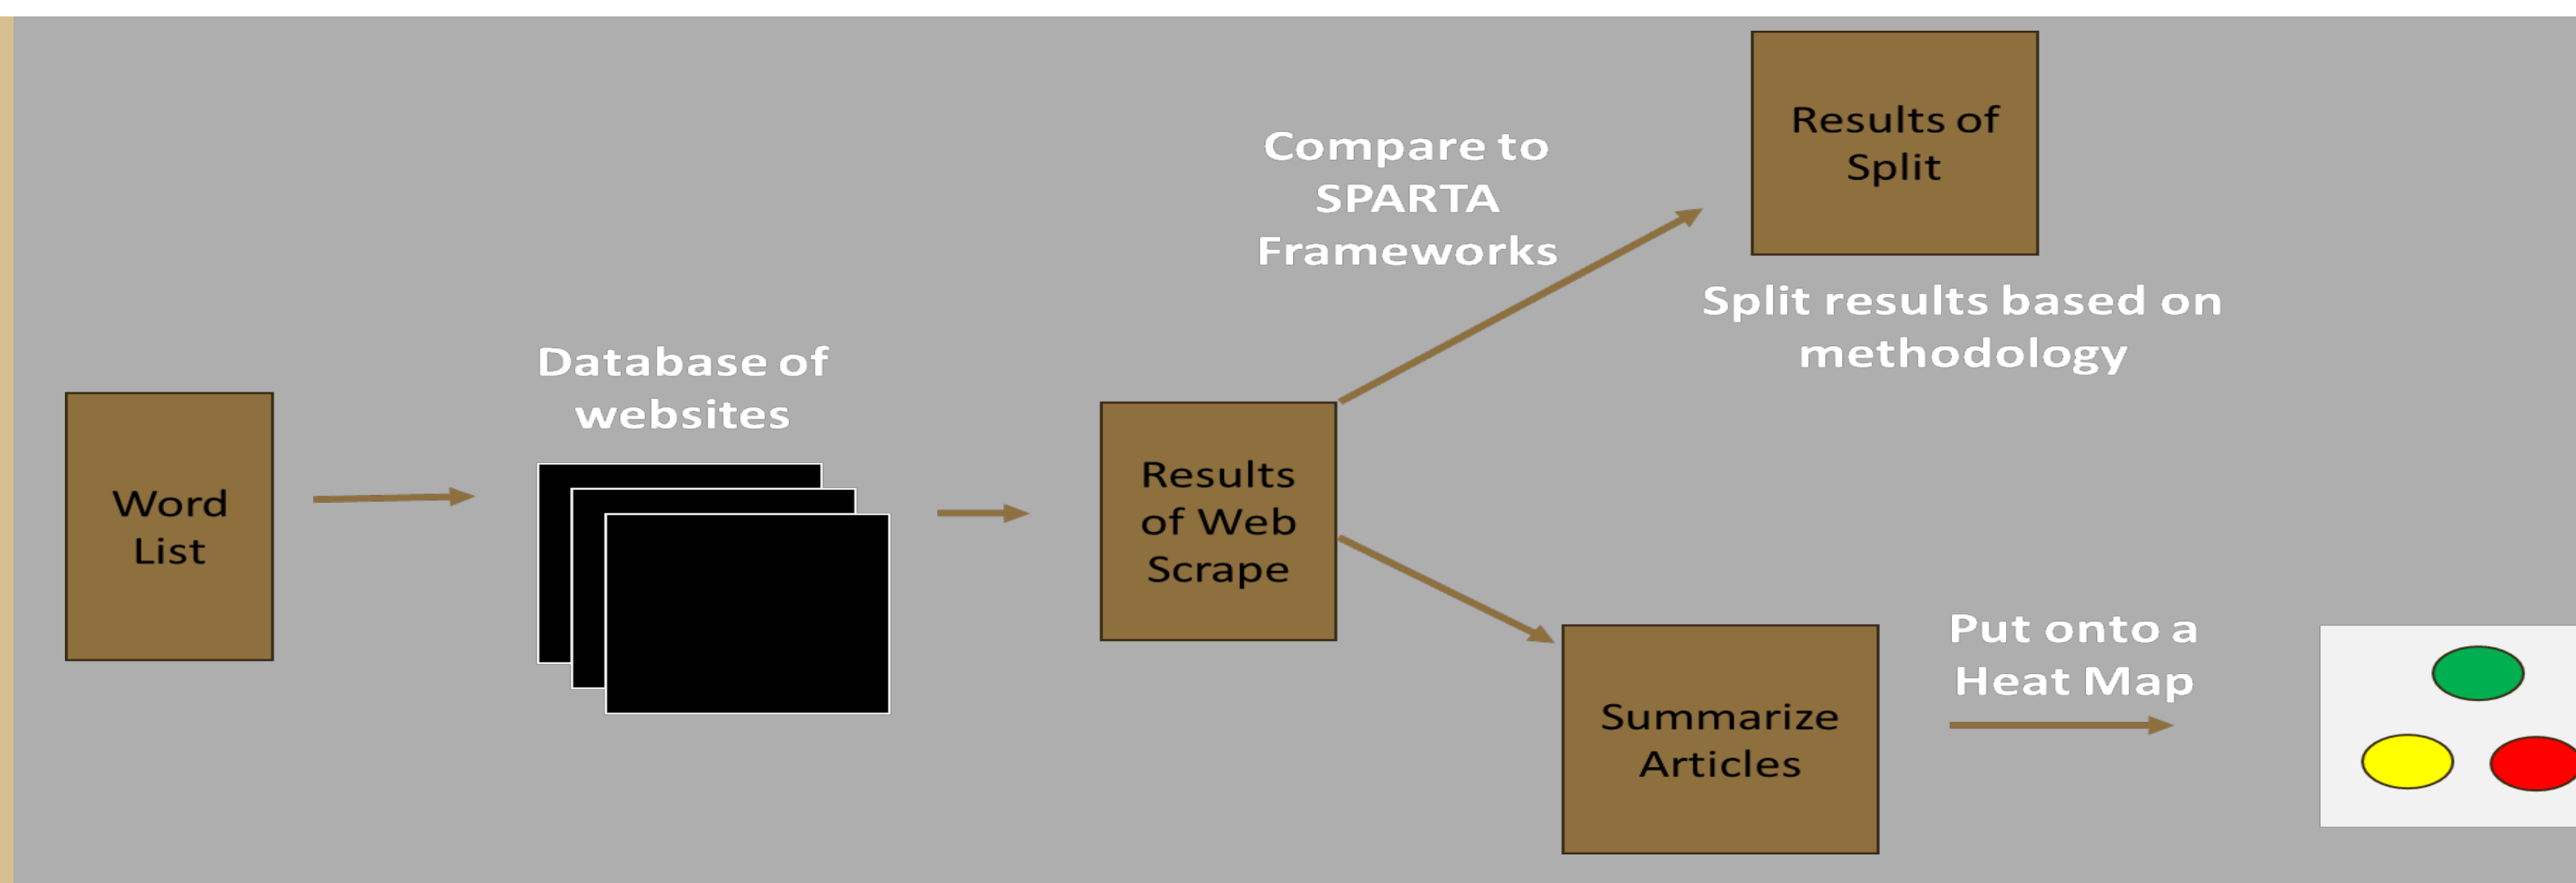 Word
List
Database of
websites
Results
of Web
Scrape
Compare to
SPARTA
Frameworks
Results of
Split
Split results based on
methodology
Summarize
Articles
Put onto a
Heat Map